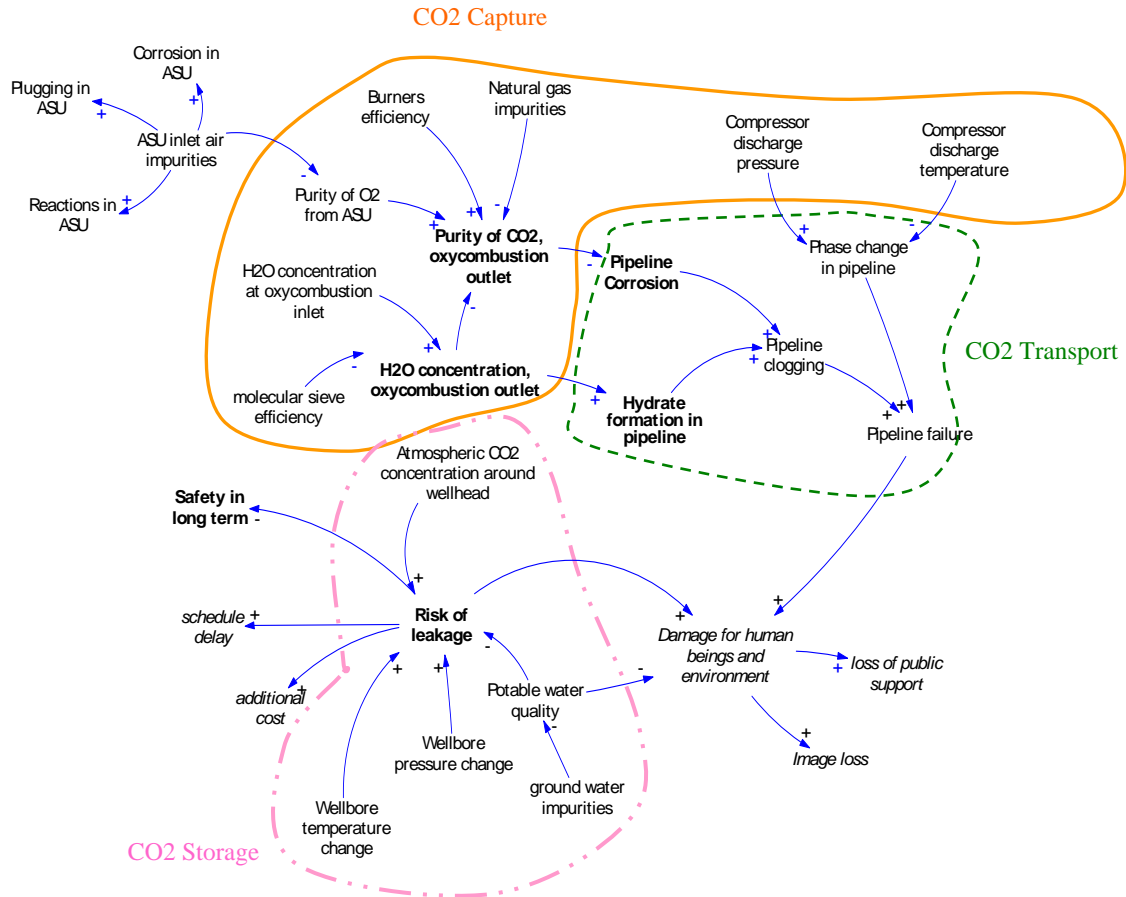 CO2 Capture
Corrosion in
ASU
Plugging in
ASU
+
+
ASU inlet air
impurities
+
Reactions in
ASU
Burners
efficiency
Natural gas
impurities
Compressor
discharge
pressure
Compressor
discharge
temperature
-
Purity of O2
from ASU
+
+
-
Purity of CO2,
oxycombustion
outlet
-
-
Pipeline
Corrosion
+
-
Phase change
in pipeline
H2O concentration
at oxycombustion
inlet
+
-
H2O concentration,
oxycombustion outlet
molecular sieve
efficiency
+
+
Pipeline
clogging
CO2 Transport
+
Hydrate
formation in
pipeline
+
+
Pipeline failure
Atmospheric CO2
concentration around
wellhead
Safety in
long term
-
+
Risk of
leakage
schedule
delay
+
additional
cost
+
+
+
-
Potable water
quality
-
-
+
+
Damage for human
beings and
environment
+
loss of public
support
+
Image loss
Wellbore
pressure change
ground water
impurities
Wellbore
temperature
change
CO2 Storage